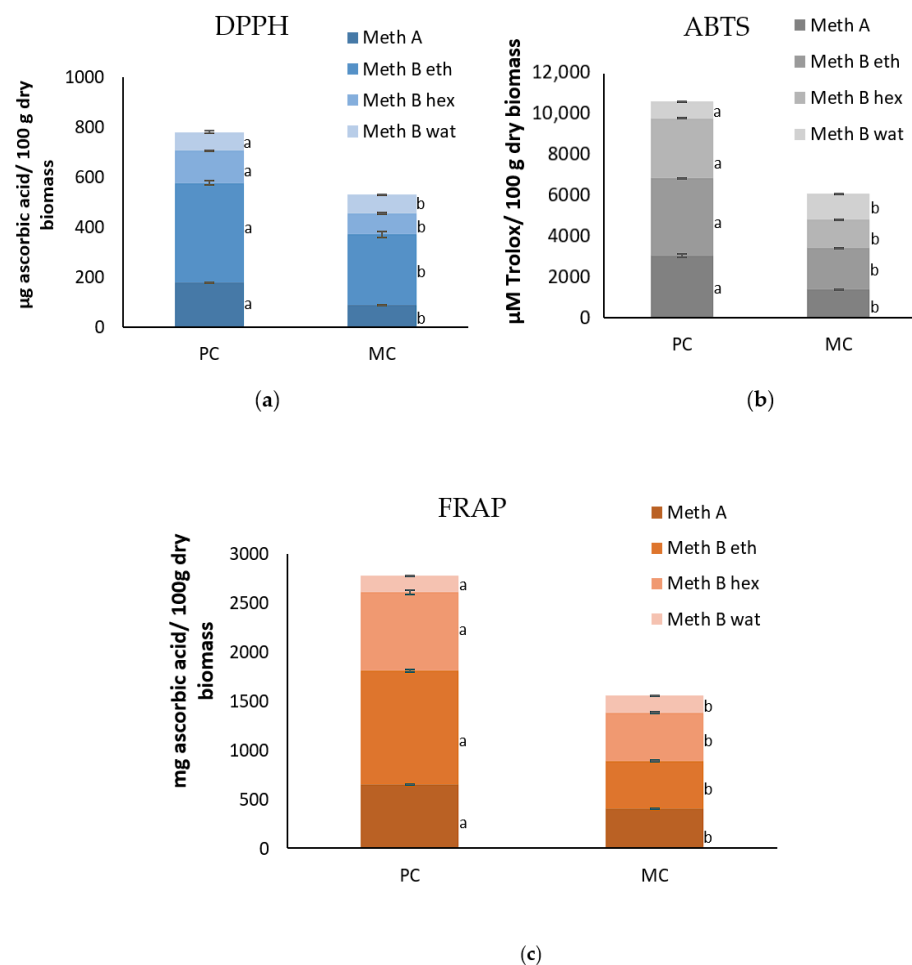 DPPH
Meth A
Meth B eth
Meth B hex
Meth B wat
µg ascorbic acid/ 100 g dry
biomass
1000
800
600
400
200
0
a
a
a
a
b
b
b
b
PC
MC
(a)
ABTS
Meth A
Meth B eth
Meth B hex
Meth B wat
µM Trolox/ 100 g dry biomass
12,000
10,000
8000
6000
4000
2000
0
a
a
a
a
b
b
b
b
PC
MC
(b)
FRAP
Meth A
Meth B eth
Meth B hex
Meth B wat
mg ascorbic acid/ 100g dry
biomass
3000
2500
2000
1500
1000
500
0
a
a
a
a
b
b
b
b
PC
MC
(c)